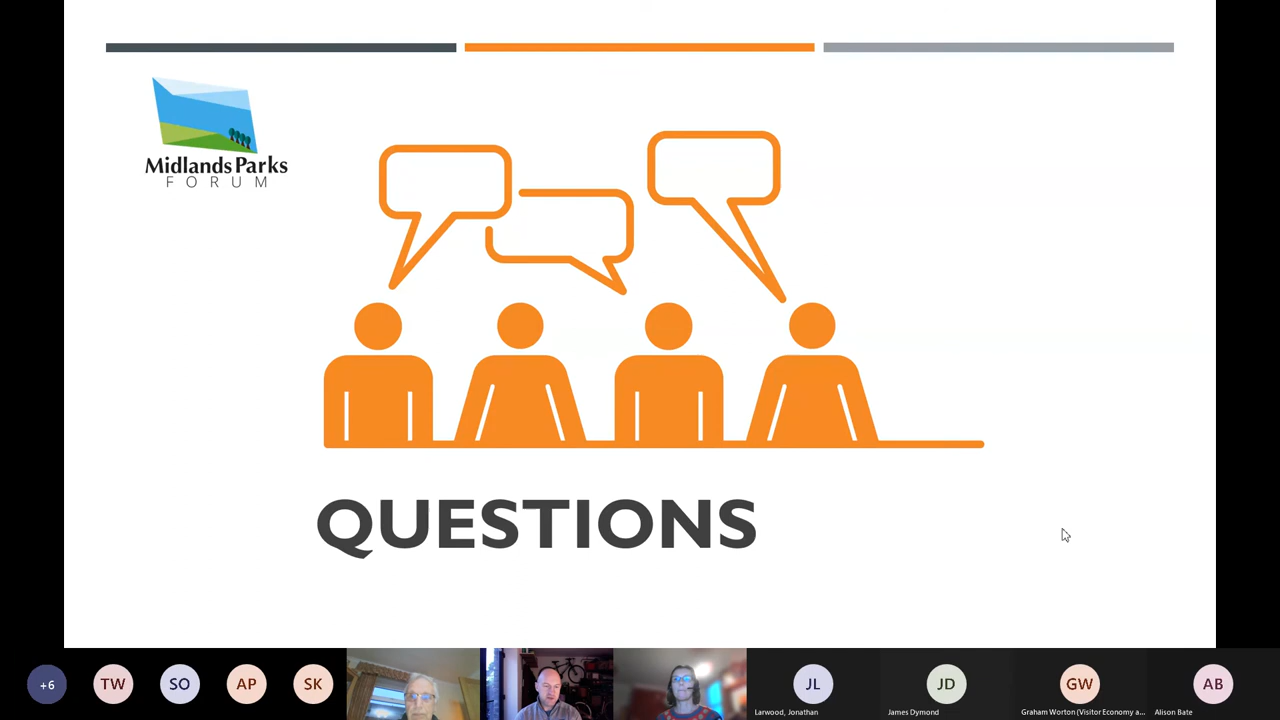 Midlands Parks
FORUM
QUESTIONS
+6
TW
SO
AP
SK
JL
JD
GW
AB
Larwood, Jonathan
James Dymond
Graham Worton (Visitor Economy a...
Alison Bate